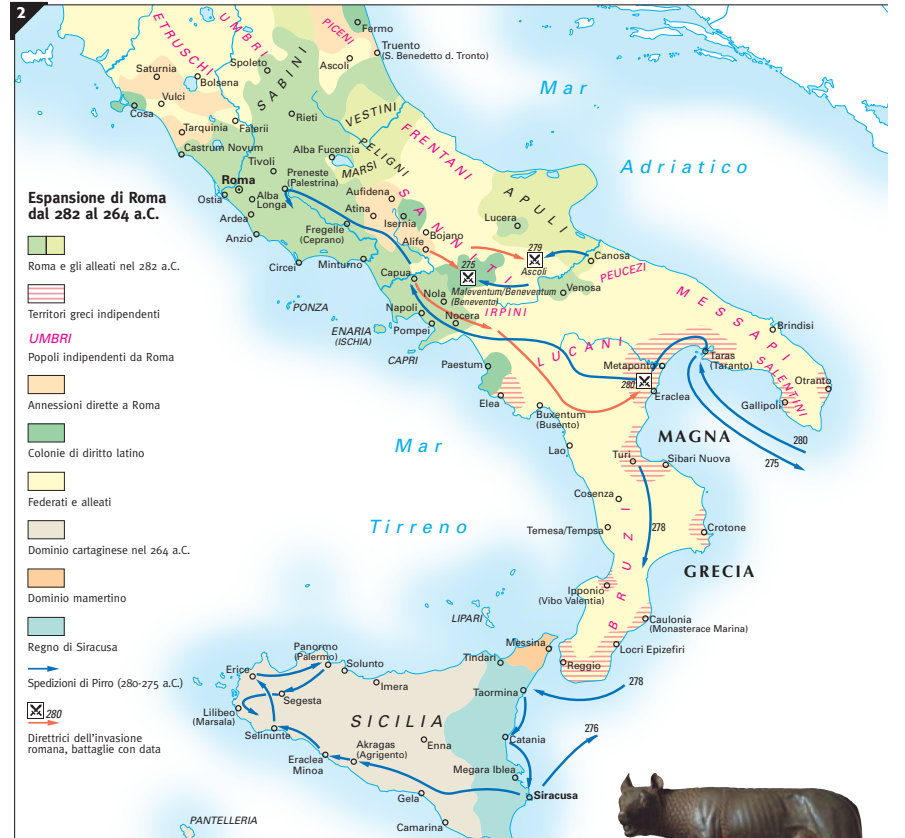 2
Espansione di Roma
dal 282 al 264 a.C.
Roma e gli alleati nel 282 a.C.
Territori greci indipendenti
UMBRI
Popoli indipendenti da Roma
Annessioni dirette a Roma
Colonie di diritto latino
Federati e alleati
Dominio cartaginese nel 264 a.C.
Dominio mamertino
Regno di Siracusa
Spedizioni di Pirro (280-275 a.C.)
280
Direttrici dell'invasione
romana, battaglie con data
ETRUSCHI
UMBRI
PICENI
SABINI
VESTINI
PELIGNI
MARSI
FRENTANI
SANNITI
APULI
IRPINI
PEUCEZI
MESSAPI
SALENTINI
LUCANI
BRUZI
Mar
Adriatico
Mar
Tirreno
MAGNA
GRECIA
SICILIA
Fermo
Truento
(S. Benedetto d. Tronto)
Ascoli
Spoleto
Saturnia
Bolsena
Vulci
Cosa
Tarquinia
Falerii
Rieti
Castrum Novum
Tivoli
Alba Fucenzia
Roma
Preneste
(Palestrina)
Ostia
Alba
Longa
Ardea
Anzio
Aufidena
Atina
Isernia
Fregelle
(Ceprano)
Bojano
Alife
Circei
Minturno
Capua
Lucera
279
Ascoli
Canosa
275
Maleventum/Beneventum
(Benevento)
Venosa
Nola
Napoli
Nocera
Pompei
PONZA
ENARIA
(ISCHIA)
CAPRI
Paestum
Elea
Buxentum
(Busento)
Lao
Metaponto
280
Eraclea
Taras
(Taranto)
Brindisi
Otranto
Gallipoli
280
275
Turi
Sibari Nuova
Cosenza
278
Temesa/Tempsa
Crotone
Ipponio
(Vibo Valentia)
Caulonia
(Monasterace Marina)
Locri Epizefiri
Reggio
LIPARI
Messina
Tindari
278
Taormina
276
Catania
Megara Iblea
Siracusa
Panormo
(Palermo)
Solunto
Imera
Erice
Segesta
Lilibeo
(Marsala)
Selinunte
Enna
Akragas
(Agrigento)
Eraclea
Minoa
Gela
Camarina
PANTELLERIA